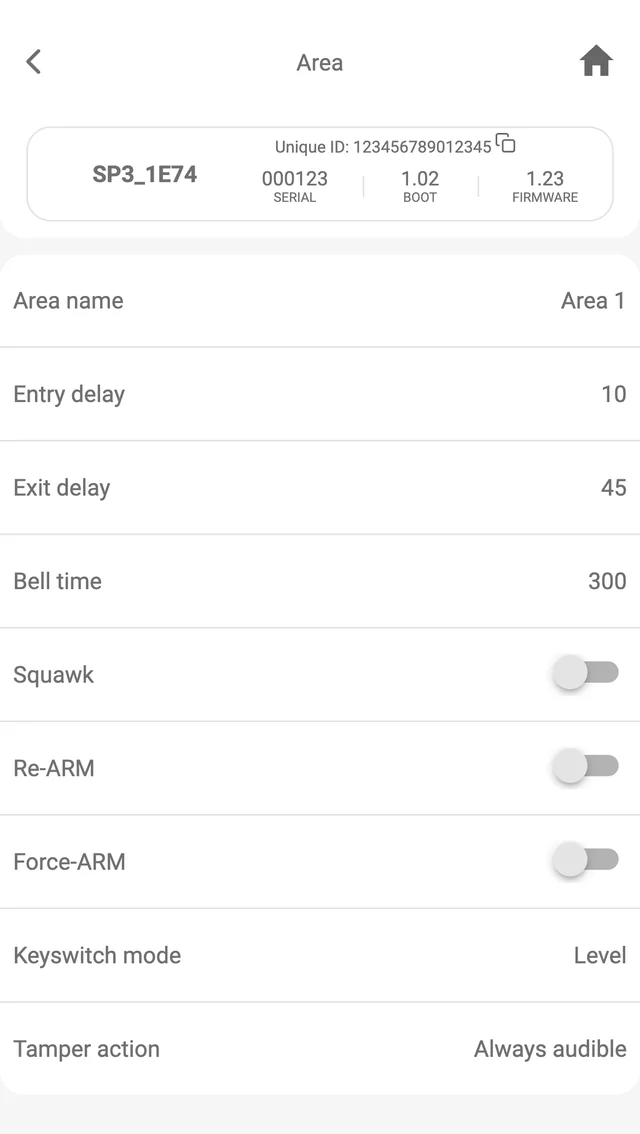 Area
Unique ID: 123456789012345
SP3_1E74
000123 1.02 1.23
SERIAL BOOT FIRMWARE
Area name Area 1
Entry delay 10
Exit delay 45
Bell time 300
Squawk
Re-ARM
Force-ARM
Keyswitch mode Level
Tamper action Always audible